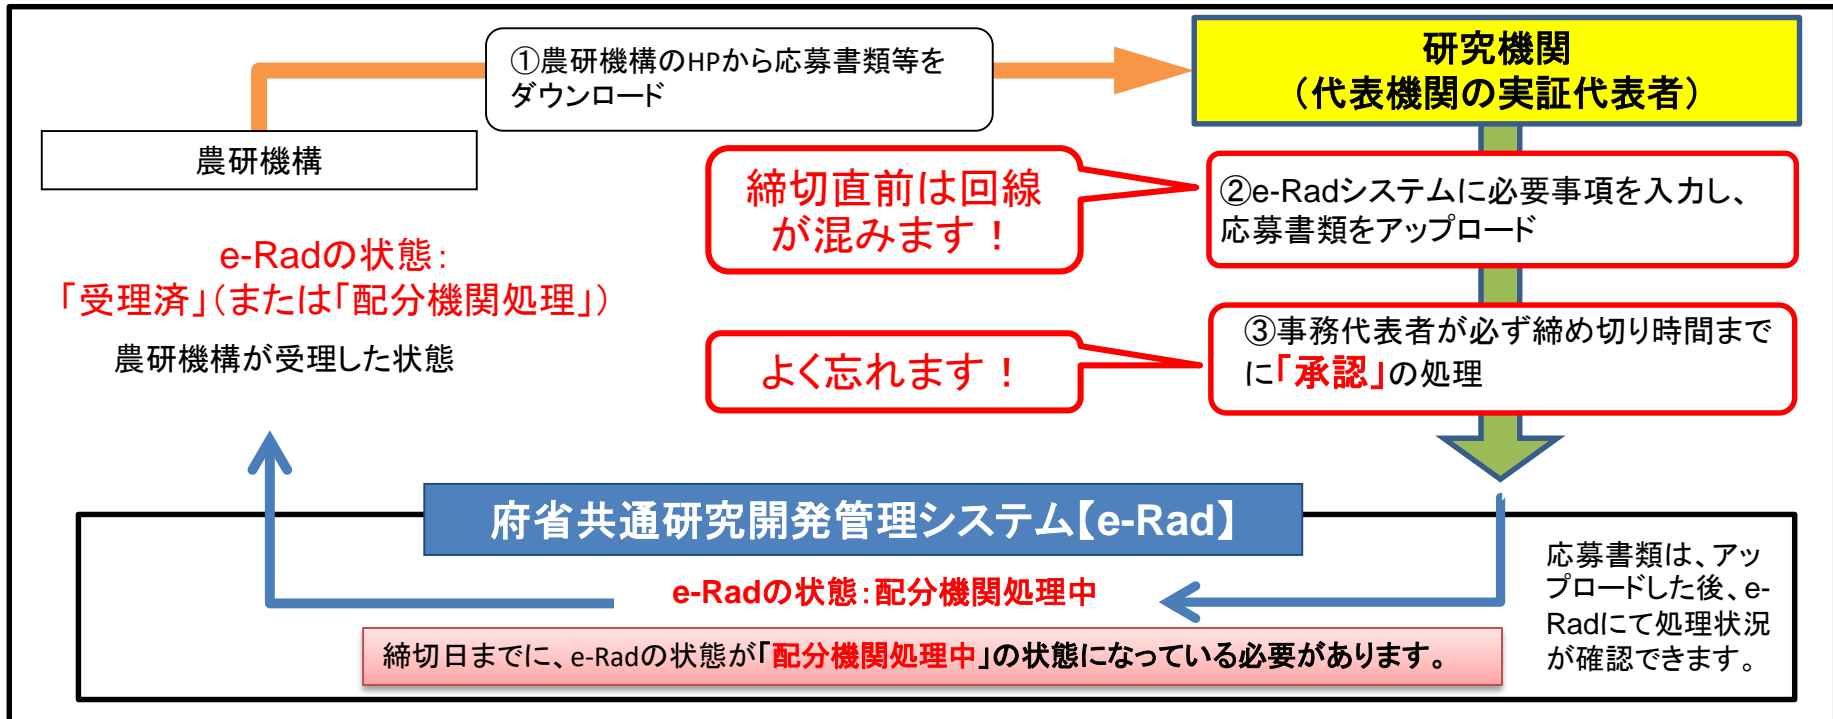 ①農研機構のHPから応募書類等を
ダウンロード
研究機関
（代表機関の実証代表者）
農研機構
締切直前は回線
が混みます！
②e-Radシステムに必要事項を入力し、
応募書類をアップロード
e-Radの状態：
「受理済」（または「配分機関処理」）
農研機構が受理した状態
よく忘れます！
③事務代表者が必ず締め切り時間まで
に「承認」の処理
府省共通研究開発管理システム【e-Rad】
e-Radの状態：配分機関処理中
締切日までに、e-Radの状態が「配分機関処理中」の状態になっている必要があります。
応募書類は、アッ
プロードした後、e-
Radにて処理状況
が確認できます。